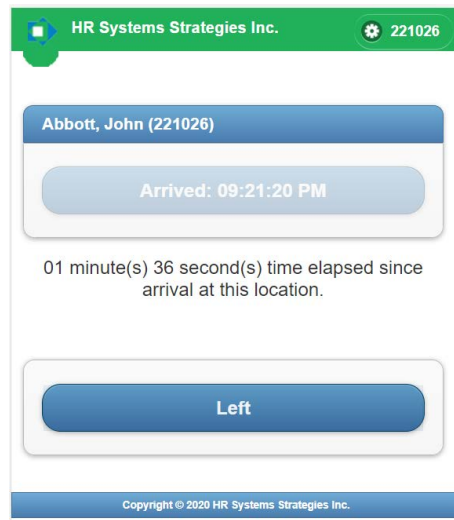 HR Systems Strategies Inc.
221026
Abbott, John (221026)
Arrived: 09:21:20 PM
01 minute(s) 36 second(s) time elapsed since
arrival at this location.
Left
Copyright © 2020 HR Systems Strategies Inc.